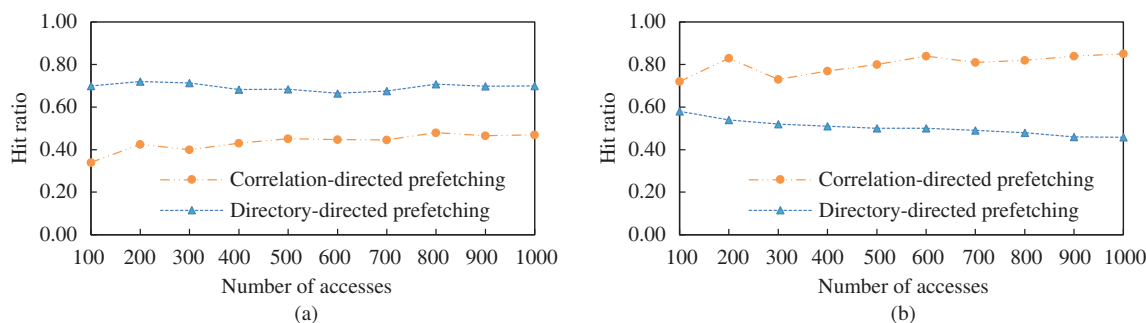 1.00
0.80
0.60
0.40
0.20
0.00
Hit ratio
Correlation-directed prefetching
Directory-directed prefetching
100 200 300 400 500 600 700 800 900 1000
Number of accesses
(a)
1.00
0.80
0.60
0.40
0.20
0.00
Hit ratio
Correlation-directed prefetching
Directory-directed prefetching
100 200 300 400 500 600 700 800 900 1000
Number of accesses
(b)